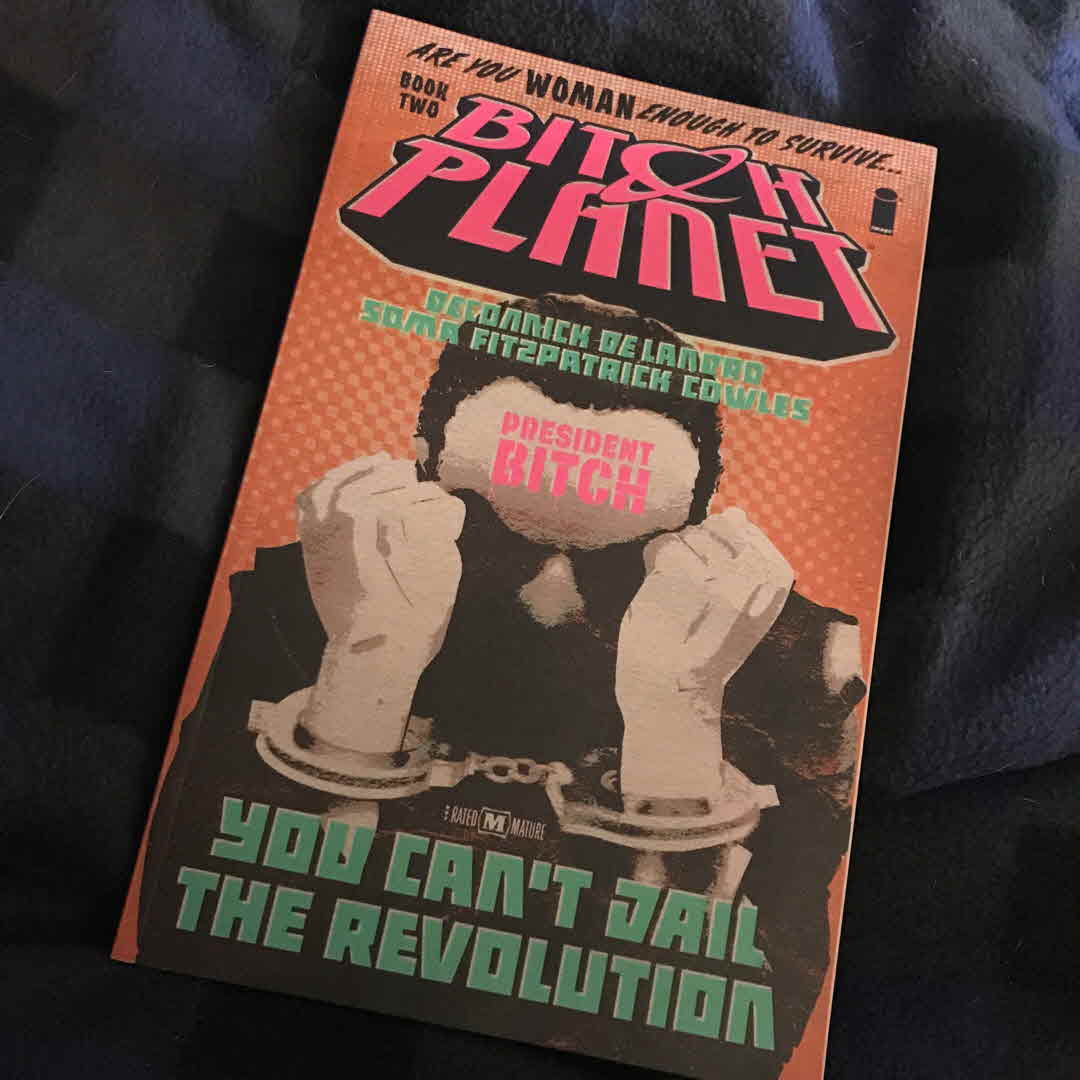 ARE YOU WOMAN ENOUGH TO SURVIVE...
BOOK
TWO
BITCH
PLANET
IMAGE
DECONNICK DE LANDRO
SOMA FITZPATRICK COWLES
PRESIDENT
BITCH
RATED M MATURE
YOU CAN'T JAIL
THE REVOLUTION